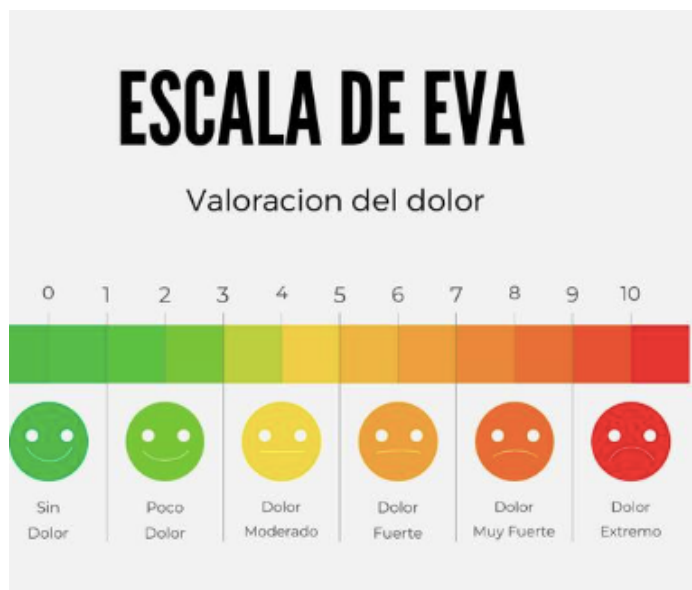 ESCALA DE EVA
Valoracion del dolor
0 1 2 3 4 5 6 7 8 9 10
Sin
Dolor
Poco
Dolor
Dolor
Moderado
Dolor
Fuerte
Dolor
Muy Fuerte
Dolor
Extremo